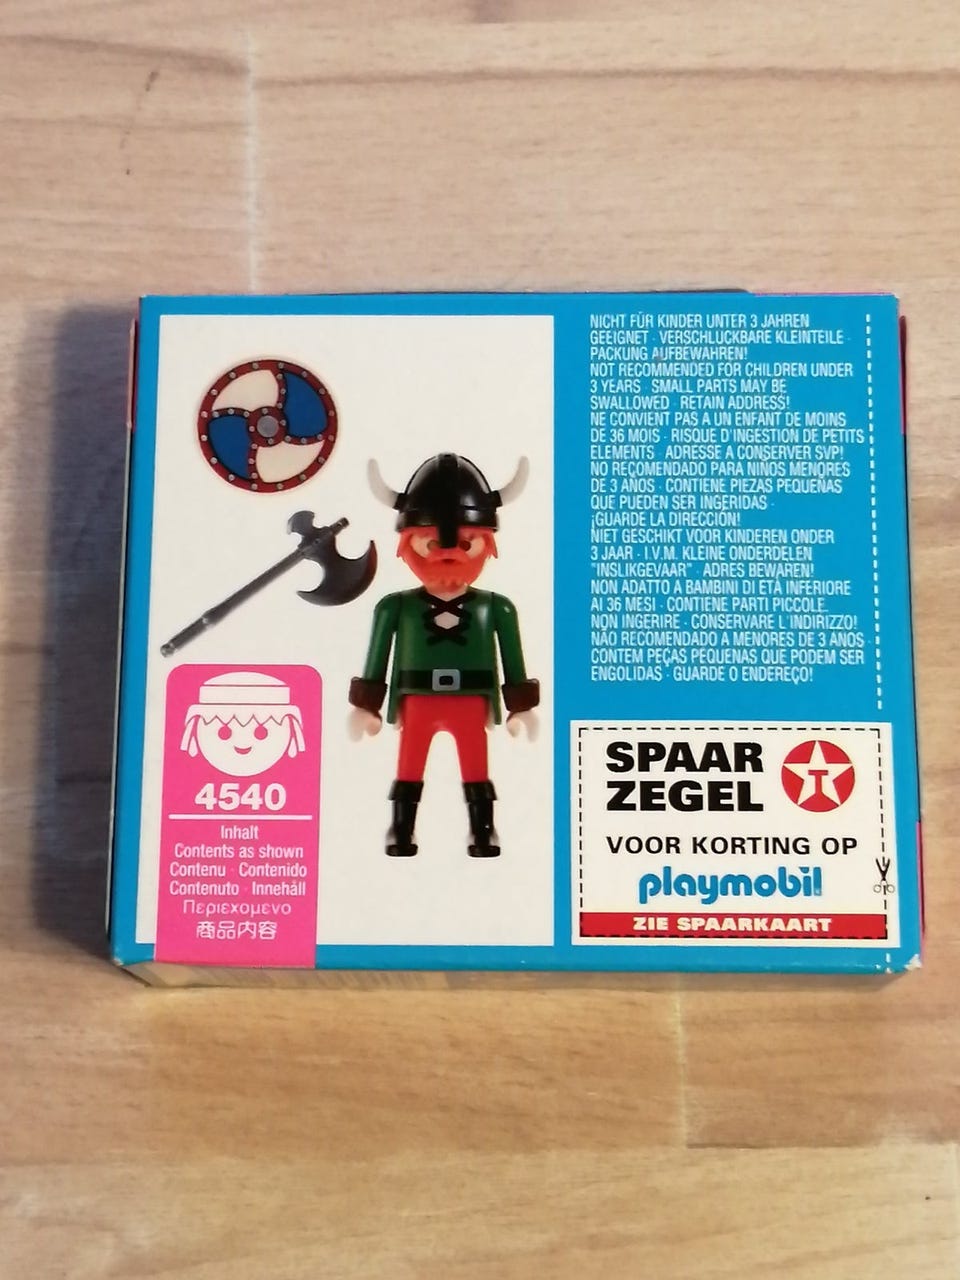 NICHT FÜR KINDER UNTER 3 JAHREN
GEEIGNET · VERSCHLUCKBARE KLEINTEILE ·
PACKUNG AUFBEWAHREN!
NOT RECOMMENDED FOR CHILDREN UNDER
3 YEARS · SMALL PARTS MAY BE
SWALLOWED · RETAIN ADDRESS!
NE CONVIENT PAS A UN ENFANT DE MOINS
DE 36 MOIS · RISQUE D'INGESTION DE PETITS
ELEMENTS · ADRESSE A CONSERVER SVP!
NO RECOMENDADO PARA NIÑOS MENORES
DE 3 AÑOS · CONTIENE PIEZAS PEQUEÑAS
QUE PUEDEN SER INGERIDAS ·
¡GUARDE LA DIRECCIÓN!
NIET GESCHIKT VOOR KINDEREN ONDER
3 JAAR · I.V.M. KLEINE ONDERDELEN
"INSLIKGEVAAR" · ADRES BEWAREN!
NON ADATTO A BAMBINI DI ETÀ INFERIORE
AI 36 MESI · CONTIENE PARTI PICCOLE.
NON INGERIRE · CONSERVARE L'INDIRIZZO!
NÃO RECOMENDADO A MENORES DE 3 ANOS ·
CONTEM PEÇAS PEQUENAS QUE PODEM SER
ENGOLIDAS · GUARDE O ENDEREÇO!
4540
Inhalt
Contents as shown
Contenu · Contenido
Contenuto · Innehåll
Περιεχομενο
商品内容
SPAAR
ZEGEL
T
VOOR KORTING OP
playmobil
ZIE SPAARKAART